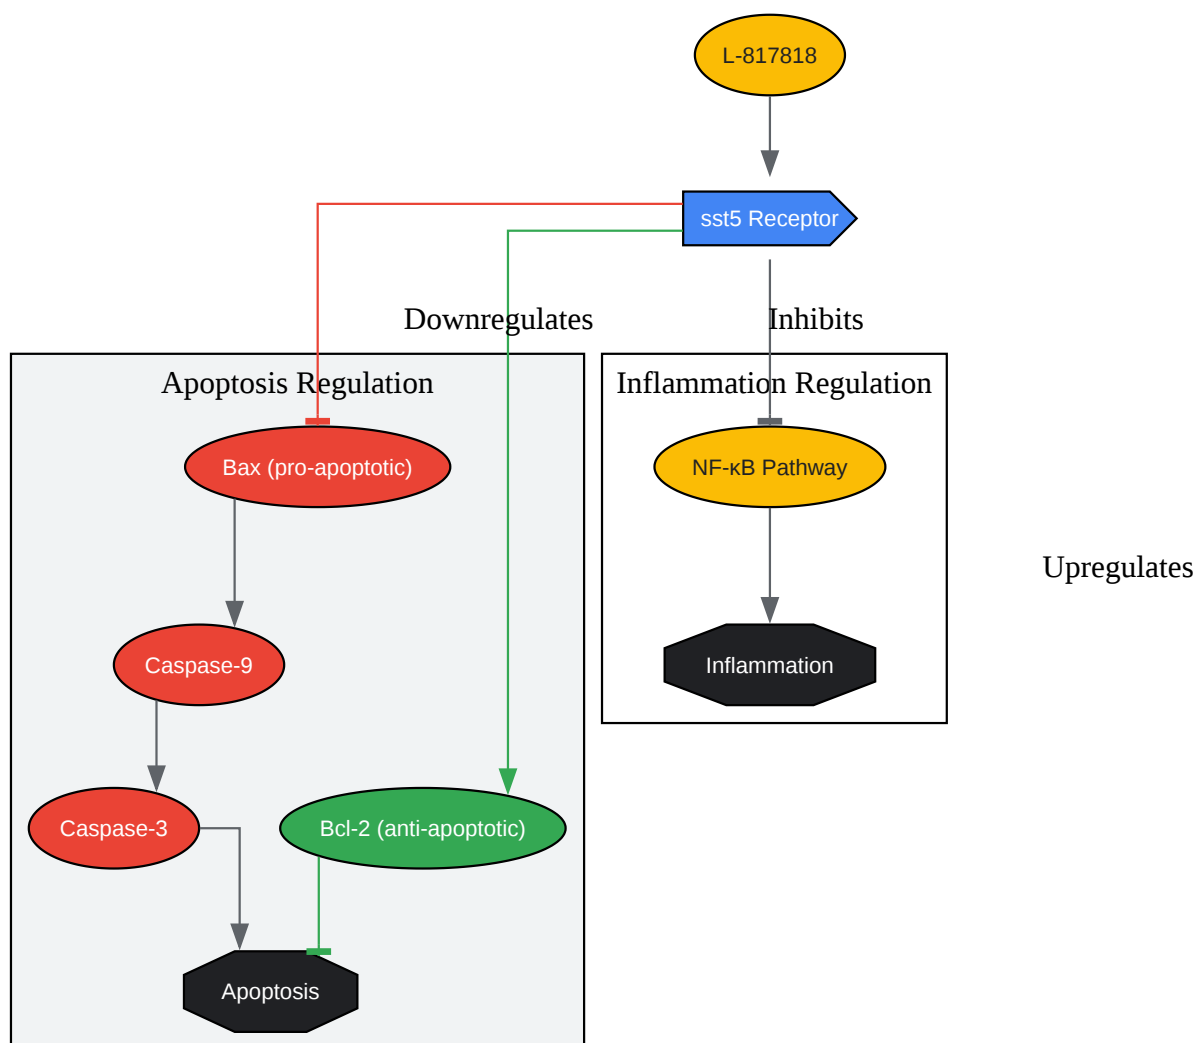 L-817818
sst5 Receptor
Downregulates
Inhibits
Apoptosis Regulation
Inflammation Regulation
Bax (pro-apoptotic)
NF-κB Pathway
Upregulates
Caspase-9
Inflammation
Caspase-3
Bcl-2 (anti-apoptotic)
Apoptosis